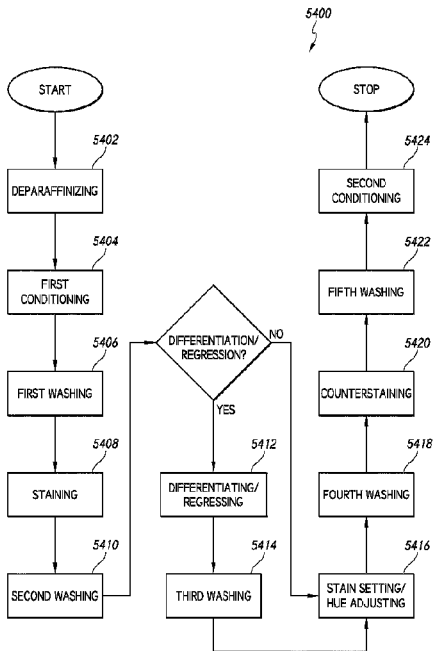 5400
START
5402
DEPARAFFINIZING
5404
FIRST
CONDITIONING
5406
FIRST WASHING
5408
STAINING
5410
SECOND WASHING
DIFFERENTIATION/
REGRESSION?
NO
YES
5412
DIFFERENTIATING/
REGRESSING
5414
THIRD WASHING
5416
STAIN SETTING/
HUE ADJUSTING
5418
FOURTH WASHING
5420
COUNTERSTAINING
5422
FIFTH WASHING
5424
SECOND
CONDITIONING
STOP